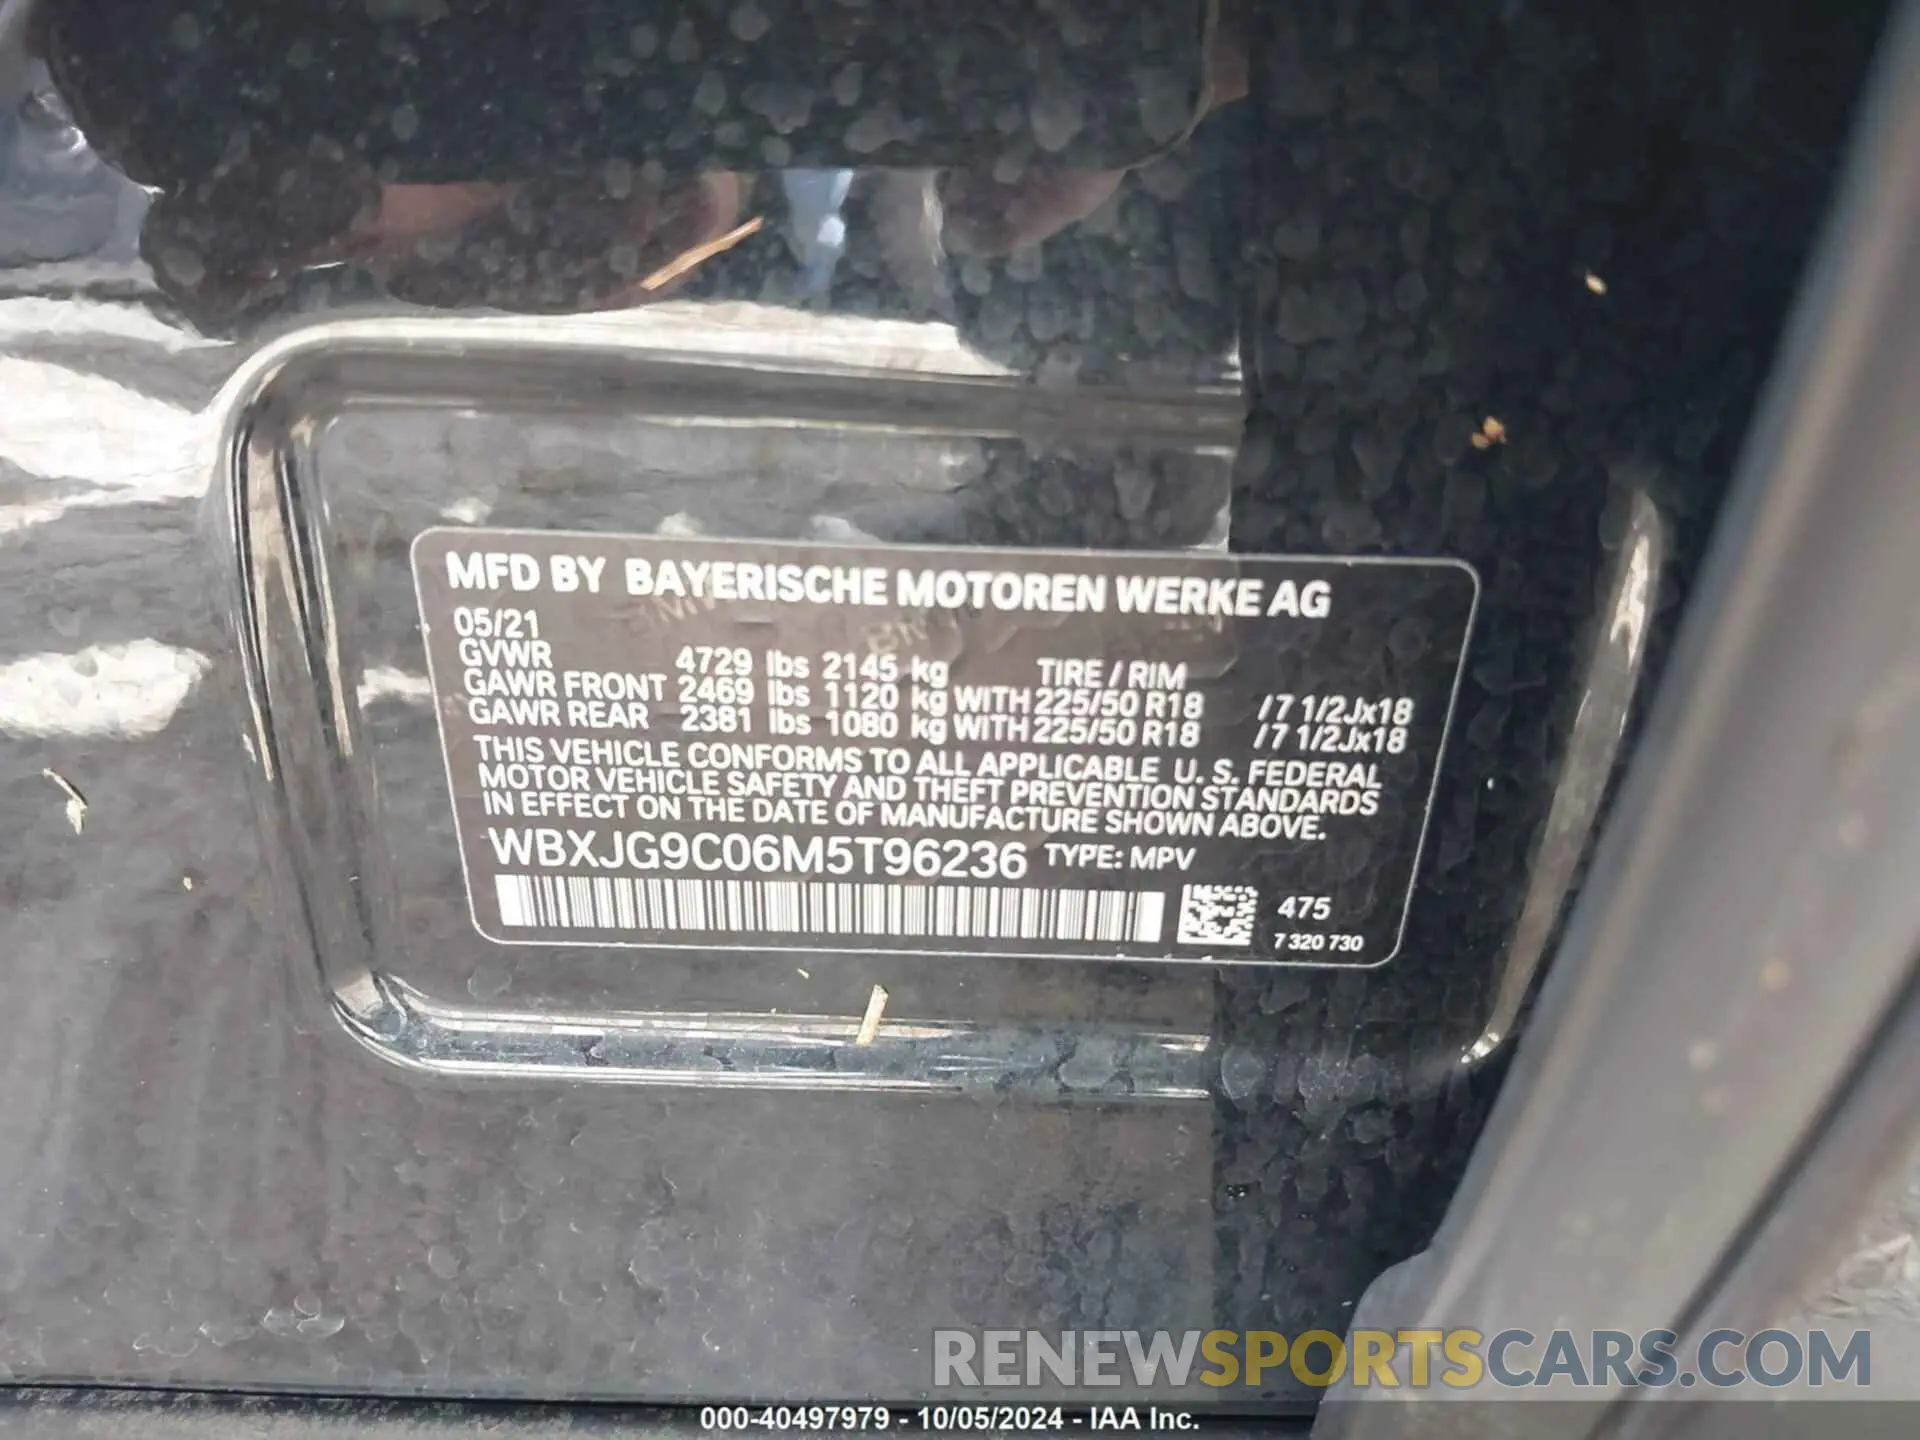 MFD BY BAYERISCHE MOTOREN WERKE AG
05/21
GVWR 4729 lbs 2145 kg TIRE / RIM
GAWR FRONT 2469 lbs 1120 kg WITH 225/50 R18 / 7 1/2Jx18
GAWR REAR 2381 lbs 1080 kg WITH 225/50 R18 / 7 1/2Jx18
THIS VEHICLE CONFORMS TO ALL APPLICABLE U. S. FEDERAL
MOTOR VEHICLE SAFETY AND THEFT PREVENTION STANDARDS
IN EFFECT ON THE DATE OF MANUFACTURE SHOWN ABOVE.
WBXJG9C06M5T96236 TYPE: MPV
475
7 320 730
RENEWSPORTSCARS.COM
000-40497979 - 10/05/2024 - IAA Inc.